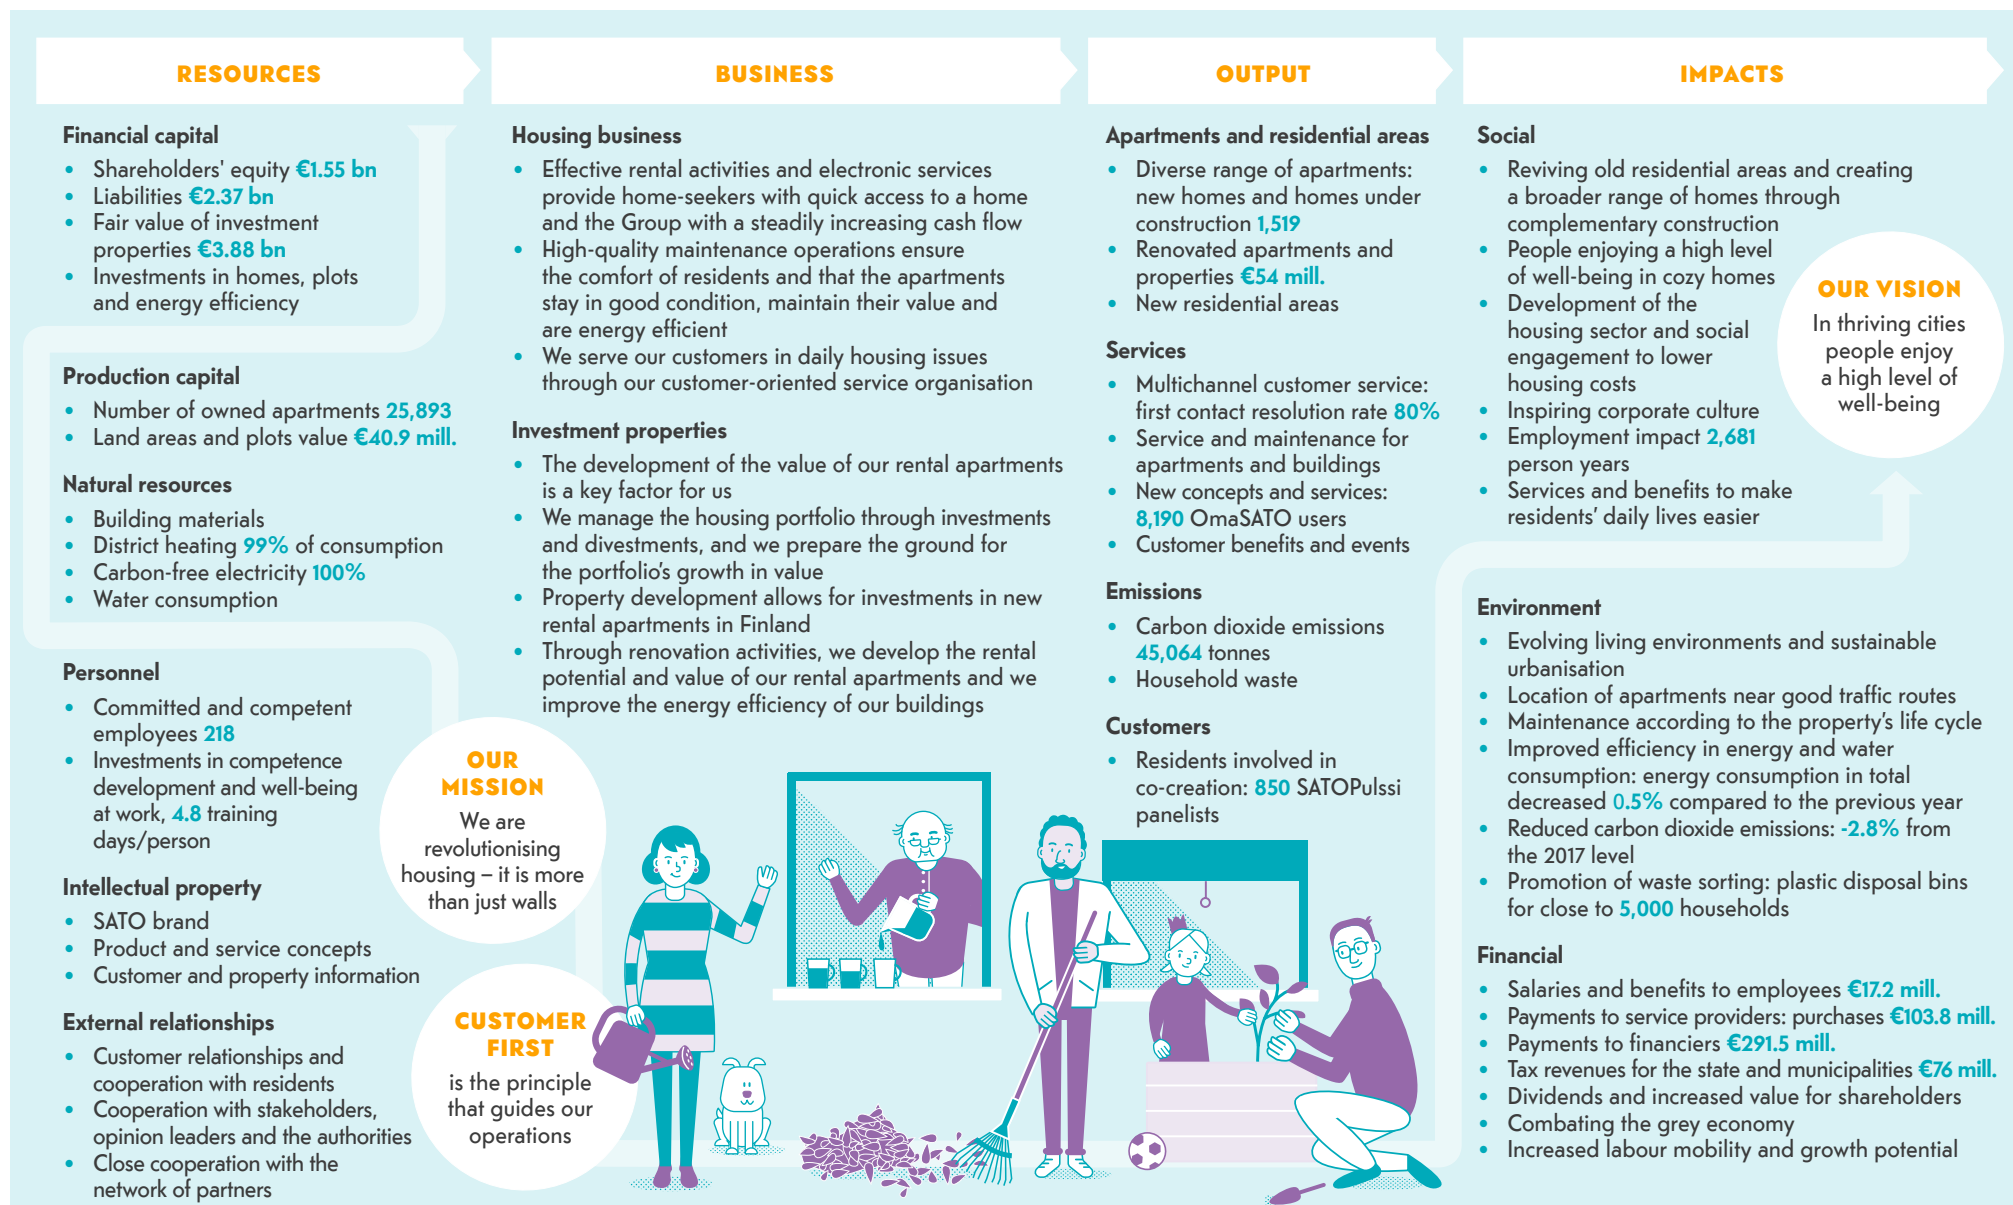 RESOURCES
Financial capital
• Shareholders' equity €1.55 bn
• Liabilities €2.37 bn
• Fair value of investment
properties €3.88 bn
• Investments in homes, plots
and energy efficiency
Production capital
• Number of owned apartments 25,893
• Land areas and plots value €40.9 mill.
Natural resources
• Building materials
• District heating 99% of consumption
• Carbon-free electricity 100%
• Water consumption
Personnel
• Committed and competent
employees 218
• Investments in competence
development and well-being
at work, 4.8 training
days/person
Intellectual property
• SATO brand
• Product and service concepts
• Customer and property information
External relationships
• Customer relationships and
cooperation with residents
• Cooperation with stakeholders,
opinion leaders and the authorities
• Close cooperation with the
network of partners
OUR
MISSION
We are
revolutionising
housing – it is more
than just walls
CUSTOMER
FIRST
is the principle
that guides our
operations
BUSINESS
Housing business
• Effective rental activities and electronic services
provide home-seekers with quick access to a home
and the Group with a steadily increasing cash flow
• High-quality maintenance operations ensure
the comfort of residents and that the apartments
stay in good condition, maintain their value and
are energy efficient
• We serve our customers in daily housing issues
through our customer-oriented service organisation
Investment properties
• The development of the value of our rental apartments
is a key factor for us
• We manage the housing portfolio through investments
and divestments, and we prepare the ground for
the portfolio's growth in value
• Property development allows for investments in new
rental apartments in Finland
• Through renovation activities, we develop the rental
potential and value of our rental apartments and we
improve the energy efficiency of our buildings
OUTPUT
Apartments and residential areas
• Diverse range of apartments:
new homes and homes under
construction 1,519
• Renovated apartments and
properties €54 mill.
• New residential areas
Services
• Multichannel customer service:
first contact resolution rate 80%
• Service and maintenance for
apartments and buildings
• New concepts and services:
8,190 OmaSATO users
• Customer benefits and events
Emissions
• Carbon dioxide emissions
45,064 tonnes
• Household waste
Customers
• Residents involved in
co-creation: 850 SATOPulssi
panelists
IMPACTS
Social
• Reviving old residential areas and creating
a broader range of homes through
complementary construction
• People enjoying a high level
of well-being in cozy homes
• Development of the
housing sector and social
engagement to lower
housing costs
• Inspiring corporate culture
• Employment impact 2,681
person years
• Services and benefits to make
residents' daily lives easier
OUR VISION
In thriving cities
people enjoy
a high level of
well-being
Environment
• Evolving living environments and sustainable
urbanisation
• Location of apartments near good traffic routes
• Maintenance according to the property's life cycle
• Improved efficiency in energy and water
consumption: energy consumption in total
decreased 0.5% compared to the previous year
• Reduced carbon dioxide emissions: -2.8% from
the 2017 level
• Promotion of waste sorting: plastic disposal bins
for close to 5,000 households
Financial
• Salaries and benefits to employees €17.2 mill.
• Payments to service providers: purchases €103.8 mill.
• Payments to financiers €291.5 mill.
• Tax revenues for the state and municipalities €76 mill.
• Dividends and increased value for shareholders
• Combating the grey economy
• Increased labour mobility and growth potential